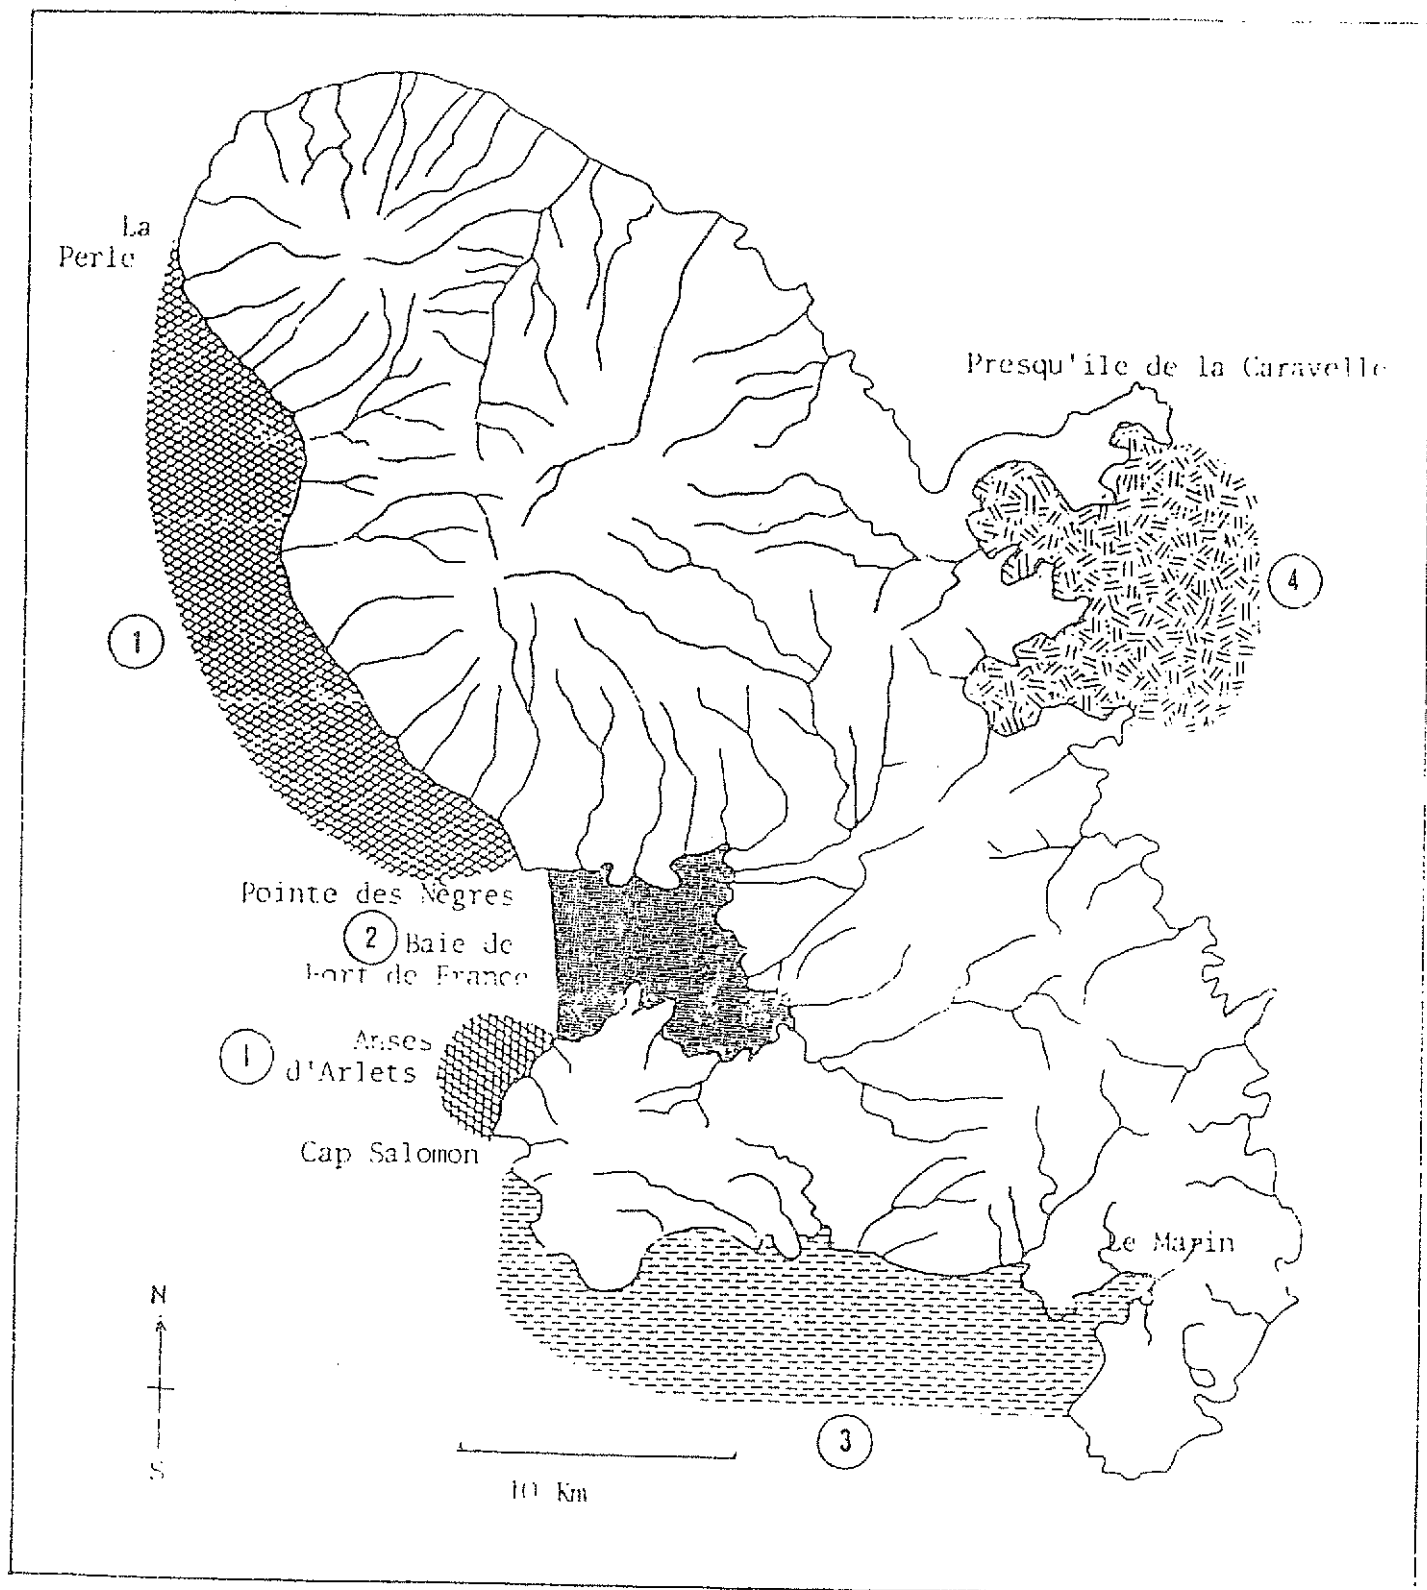 La
Perle
Presqu'ile de la Caravelle
4
1
Pointe des Nègres
2 Baie de
Fort de France
1
Anses
d'Arlets
Cap Salomon
Le Marin
N
S
3
10 Km